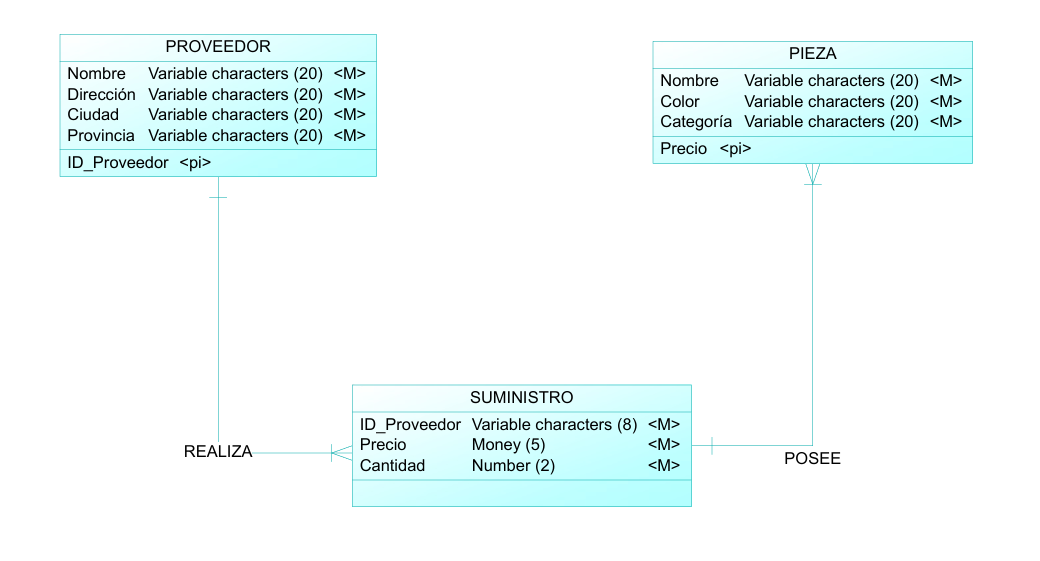 PROVEEDOR
Nombre Variable characters (20) <M>
Dirección Variable characters (20) <M>
Ciudad Variable characters (20) <M>
Provincia Variable characters (20) <M>
ID_Proveedor <pi>
PIEZA
Nombre Variable characters (20) <M>
Color Variable characters (20) <M>
Categoría Variable characters (20) <M>
Precio <pi>
SUMINISTRO
ID_Proveedor Variable characters (8) <M>
Precio Money (5) <M>
Cantidad Number (2) <M>
REALIZA
POSEE